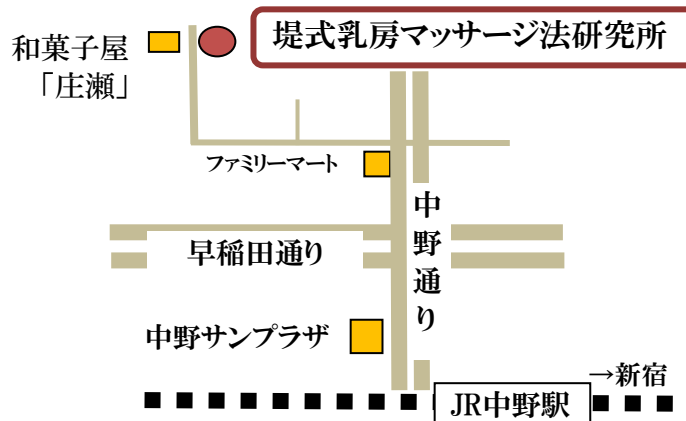 堤式乳房マッサージ法研究所
和菓子屋
「庄瀬」
ファミリーマート
中野通り
早稲田通り
中野サンプラザ
→新宿
JR中野駅